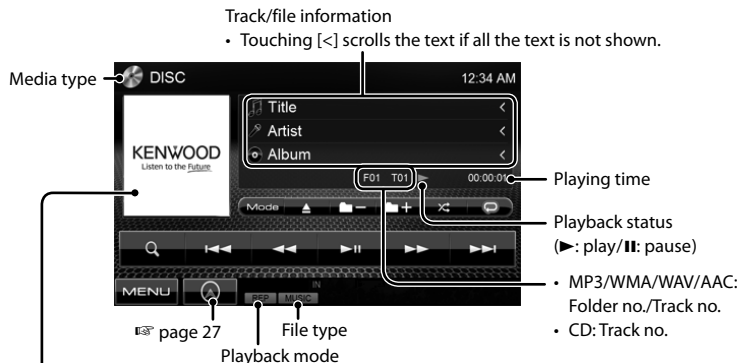 Track/file information
• Touching [<] scrolls the text if all the text is not shown.
Media type
DISC
12:34 AM
Title <
Artist <
Album <
KENWOOD
Listen to the Future
F01 T01 ► 00:00:01
Playing time
Mode
Playback status
(►: play/II: pause)
• MP3/WMA/WAV/AAC:
Folder no./Track no.
• CD: Track no.
MENU
IN
REP MUSIC
☞ page 27
File type
Playback mode